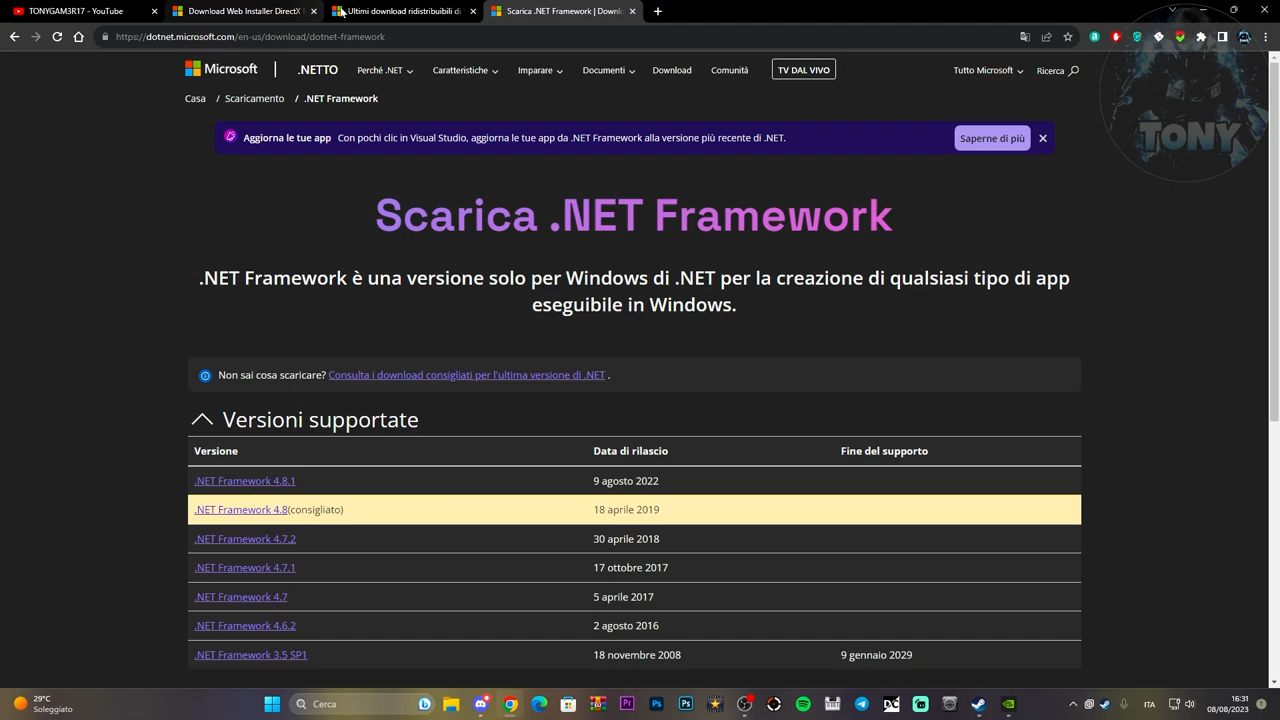 TONYGAM3R17 - YouTube
Download Web Installer DirectX
Ultimi download ridistribuibili di
Scarica .NET Framework | Downl
https://dotnet.microsoft.com/en-us/download/dotnet-framework
Microsoft
.NETTO
Perché .NET
Caratteristiche
Imparare
Documenti
Download
Comunità
TV DAL VIVO
Tutto Microsoft
Ricerca
Casa / Scaricamento / .NET Framework
TONY
Aggiorna le tue app Con pochi clic in Visual Studio, aggiorna le tue app da .NET Framework alla versione più recente di .NET.
Saperne di più
Scarica .NET Framework
.NET Framework è una versione solo per Windows di .NET per la creazione di qualsiasi tipo di app
eseguibile in Windows.
Non sai cosa scaricare? Consulta i download consigliati per l'ultima versione di .NET .
Versioni supportate
Versione Data di rilascio Fine del supporto
.NET Framework 4.8.1 9 agosto 2022
.NET Framework 4.8(consigliato) 18 aprile 2019
.NET Framework 4.7.2 30 aprile 2018
.NET Framework 4.7.1 17 ottobre 2017
.NET Framework 4.7 5 aprile 2017
.NET Framework 4.6.2 2 agosto 2016
.NET Framework 3.5 SP1 18 novembre 2008 9 gennaio 2029
29°C
Soleggiato
Cerca
ITA
16:31
08/08/2023